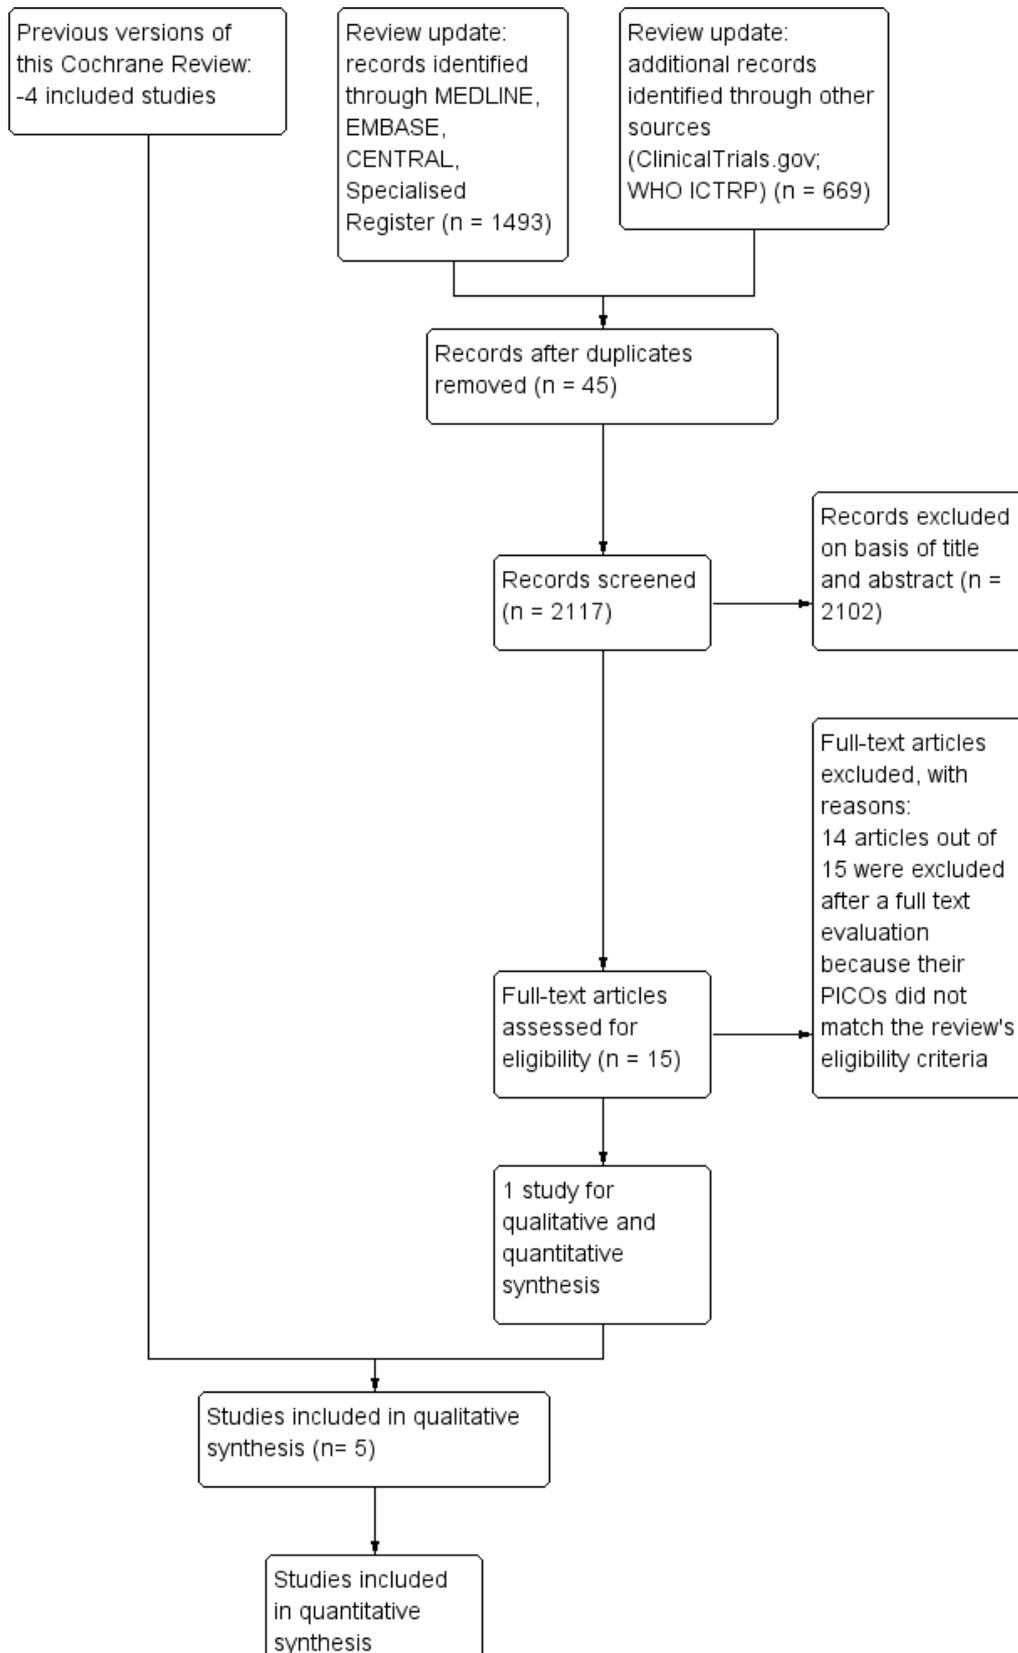 Previous versions of
this Cochrane Review:
-4 included studies
Review update:
records identified
through MEDLINE,
EMBASE,
CENTRAL,
Specialised
Register (n = 1493)
Review update:
additional records
identified through other
sources
(ClinicalTrials.gov;
WHO ICTRP) (n = 669)
Records after duplicates
removed (n = 45)
Records screened
(n = 2117)
Records excluded
on basis of title
and abstract (n =
2102)
Full-text articles
excluded, with
reasons:
14 articles out of
15 were excluded
after a full text
evaluation
because their
PICOs did not
match the review's
eligibility criteria
Full-text articles
assessed for
eligibility (n = 15)
1 study for
qualitative and
quantitative
synthesis
Studies included in qualitative
synthesis (n= 5)
Studies included
in quantitative
synthesis